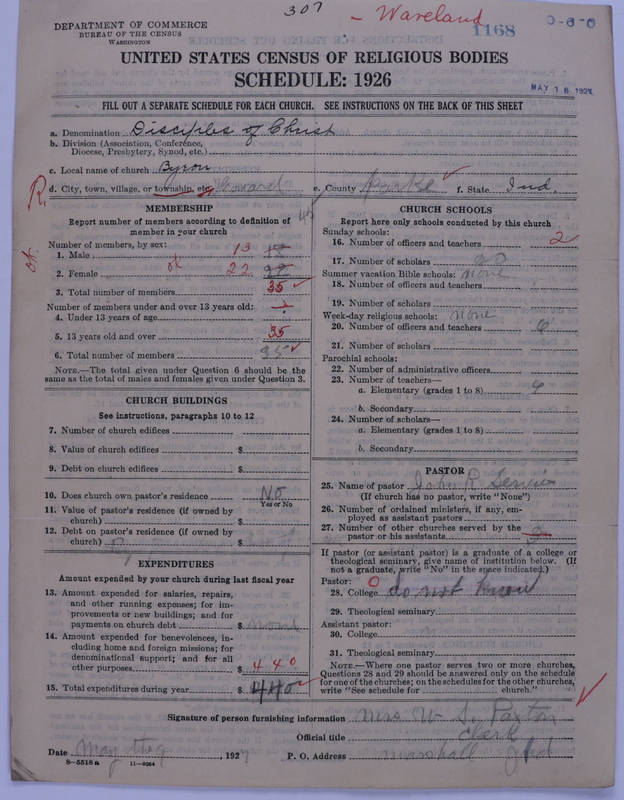 307 - Waveland 1168 0-6-0
DEPARTMENT OF COMMERCE
BUREAU OF THE CENSUS
WASHINGTON
UNITED STATES CENSUS OF RELIGIOUS BODIES
SCHEDULE: 1926
MAY 18 1927
FILL OUT A SEPARATE SCHEDULE FOR EACH CHURCH. SEE INSTRUCTIONS ON THE BACK OF THIS SHEET
a. Denomination Disciples of Christ
b. Division (Association, Conference,
Diocese, Presbytery, Synod, etc.)
c. Local name of church Byron
R. d. City, town, village, or township, etc. Howard e. County Parke f. State Ind.
MEMBERSHIP
Report number of members according to definition of
member in your church
Number of members, by sex:
1. Male 13
2. Female ok 22
3. Total number of members 35
Number of members under and over 13 years old:
4. Under 13 years of age
5. 13 years old and over 35
6. Total number of members 35
NOTE.—The total given under Question 6 should be
same as the total of males and females given under Question 3.
CHURCH BUILDINGS
See instructions, paragraphs 10 to 12
7. Number of church edifices
8. Value of church edifices $
9. Debt on church edifices $
10. Does church own pastor's residence No
Yes or No
11. Value of pastor's residence (if owned by
church) $
12. Debt on pastor's residence (if owned by
church) $
EXPENDITURES
Amount expended by your church during last fiscal year
13. Amount expended for salaries, repairs,
and other running expenses; for im-
provements or new buildings; and for
payments on church debt $ none
14. Amount expended for benevolences, in-
cluding home and foreign missions; for
denominational support; and for all
other purposes $ 440
15. Total expenditures during year $ 440
CHURCH SCHOOLS
Report here only schools conducted by this church
Sunday schools:
16. Number of officers and teachers 2
17. Number of scholars
Summer vacation Bible schools: none
18. Number of officers and teachers
19. Number of scholars
Week-day religious schools: none
20. Number of officers and teachers
21. Number of scholars
Parochial schools:
22. Number of administrative officers
23. Number of teachers—
a. Elementary (grades 1 to 8)
b. Secondary
24. Number of scholars—
a. Elementary (grades 1 to 8)
b. Secondary
PASTOR
25. Name of pastor John R
(If church has no pastor, write "None")
26. Number of ordained ministers, if any, em-
ployed as assistant pastors
27. Number of other churches served by the
pastor or his assistants
If pastor (or assistant pastor) is a graduate of a college or
theological seminary, give name of institution below. (If
not a graduate, write "No" in the space indicated.)
Pastor:
28. College do not know
29. Theological seminary
Assistant pastor:
30. College
31. Theological seminary
NOTE.—Where one pastor serves two or more churches,
Questions 28 and 29 should be answered only on the schedule
for one of the churches; on the schedules for the other churches,
write "See schedule for church."
Signature of person furnishing information Mrs W S. Paxton
Official title Clerk
Date May the 9, 1927 P. O. Address Marshall Ind
8—5518 a 11—9064